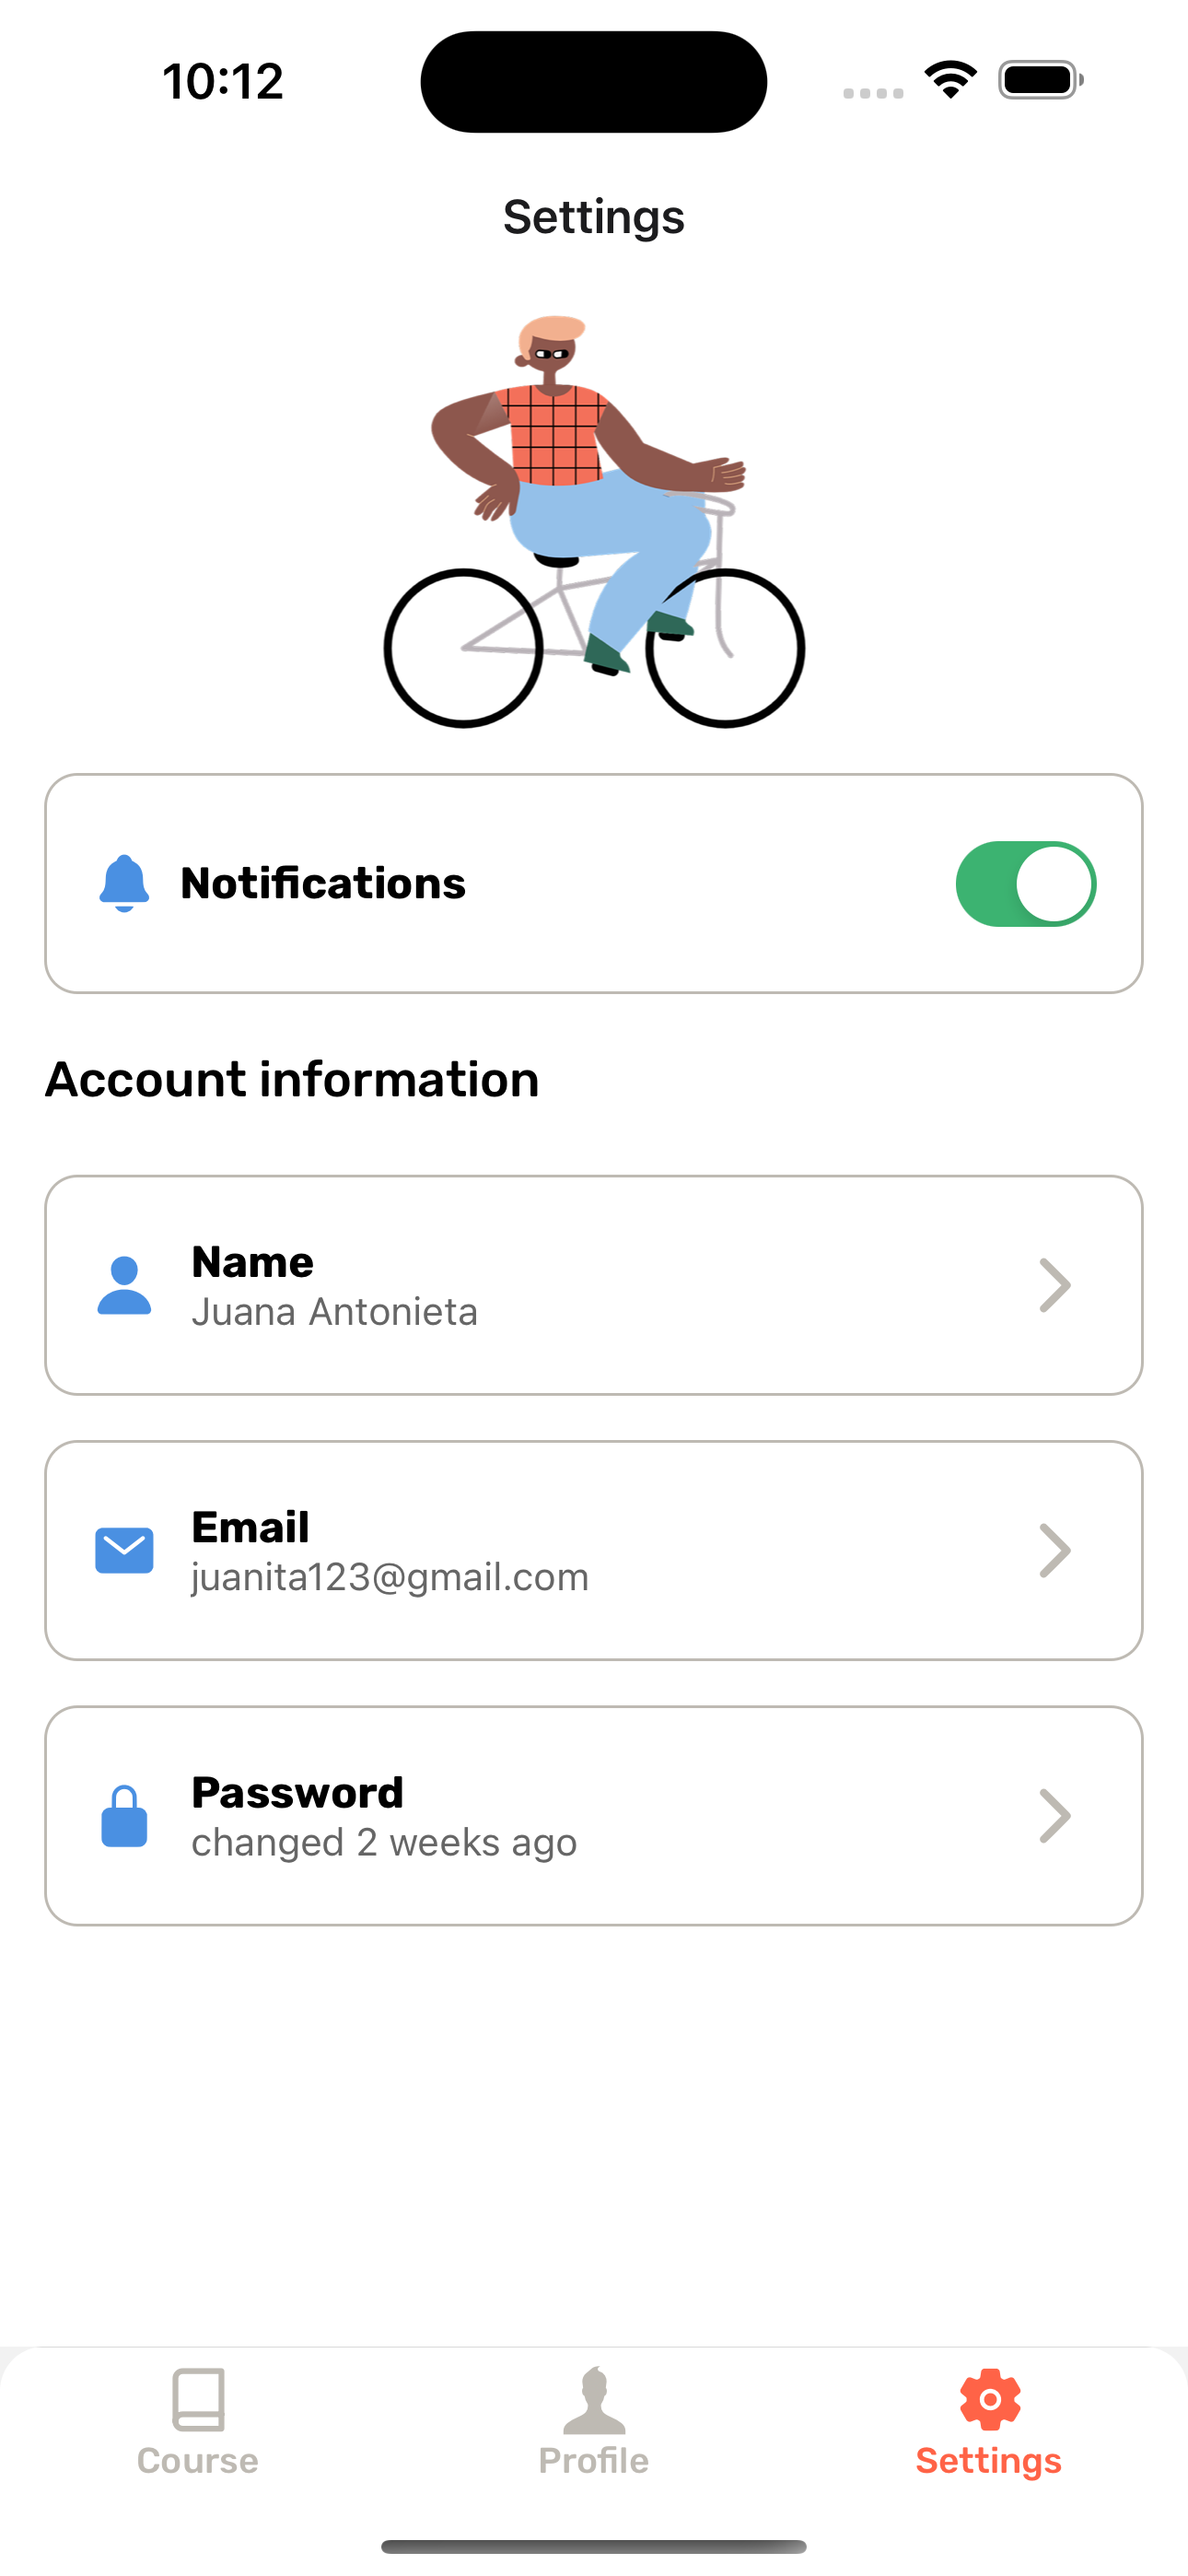 10:12
Settings
Notifications
Account information
Name
Juana Antonieta
Email
juanita123@gmail.com
Password
changed 2 weeks ago
Course
Profile
Settings